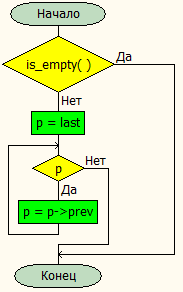 Начало
is_empty( )
Да
Нет
p = last
p
Нет
Да
p = p->prev
Конец